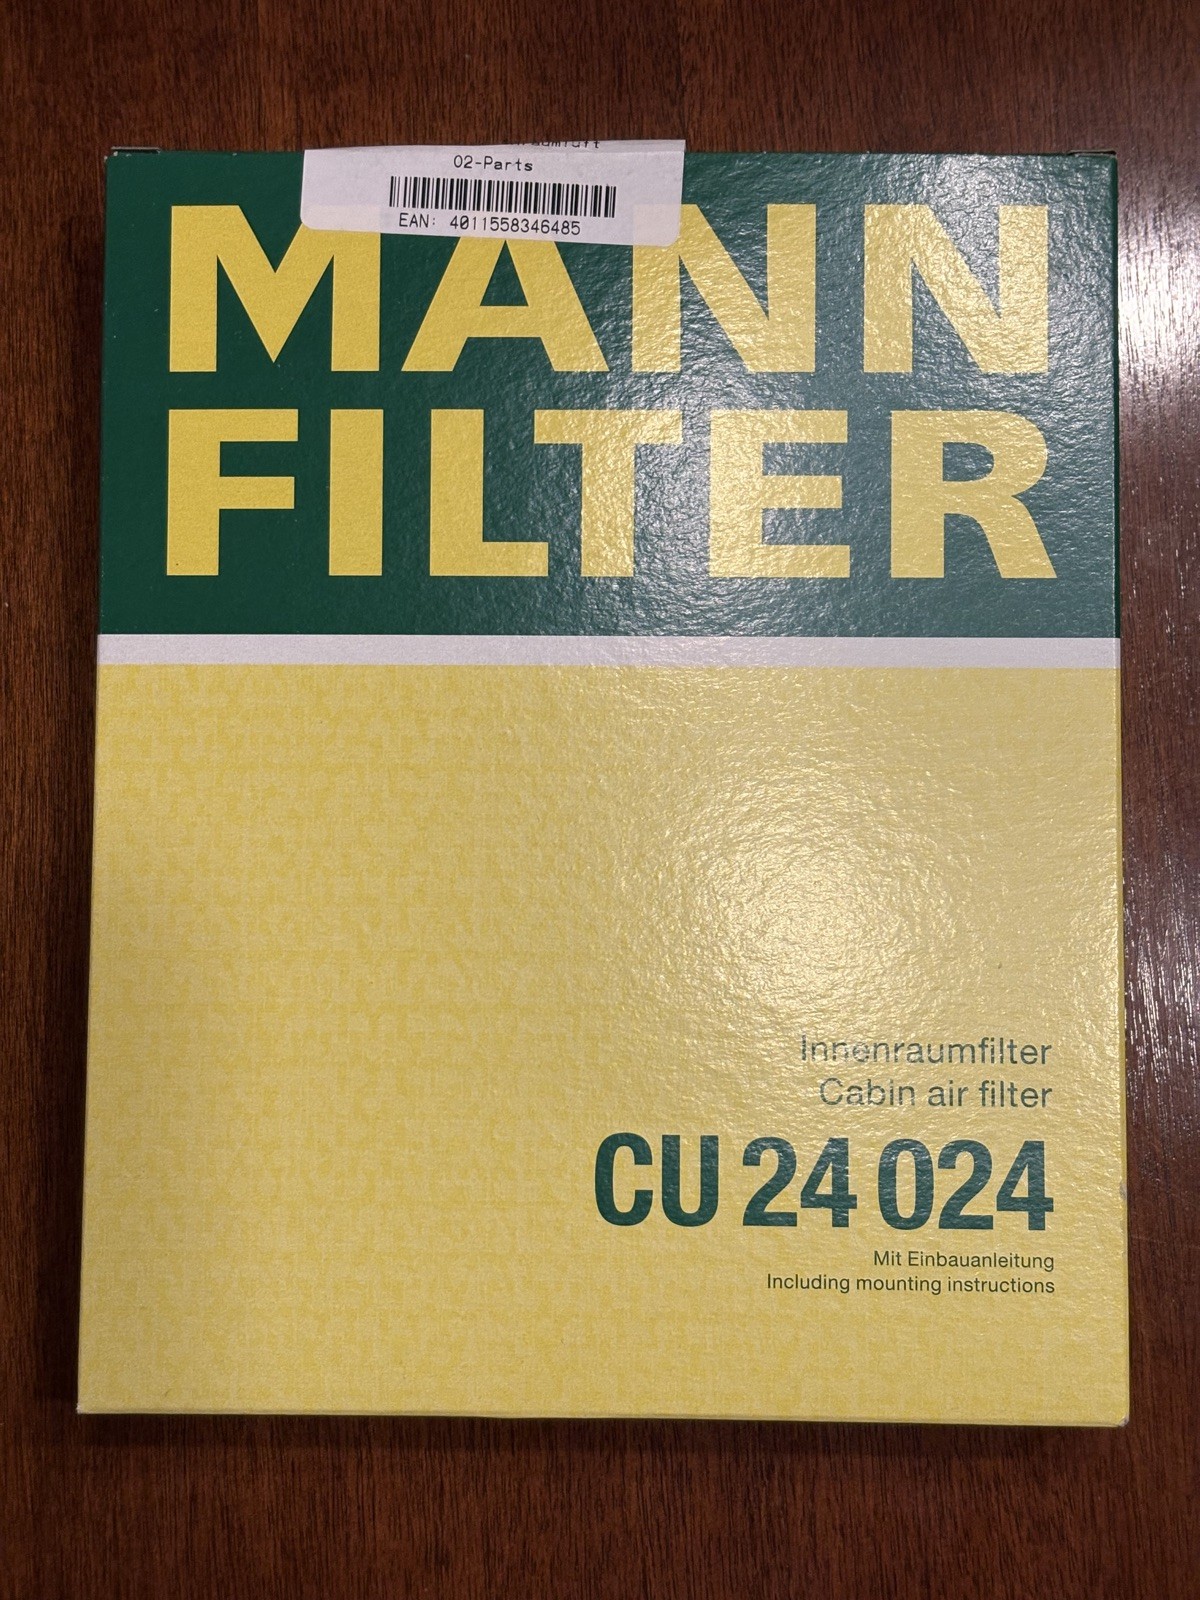 02-Parts
EAN: 4011558346485
MANN
FILTER
Innenraumfilter
Cabin air filter
CU 24 024
Mit Einbauanleitung
Including mounting instructions